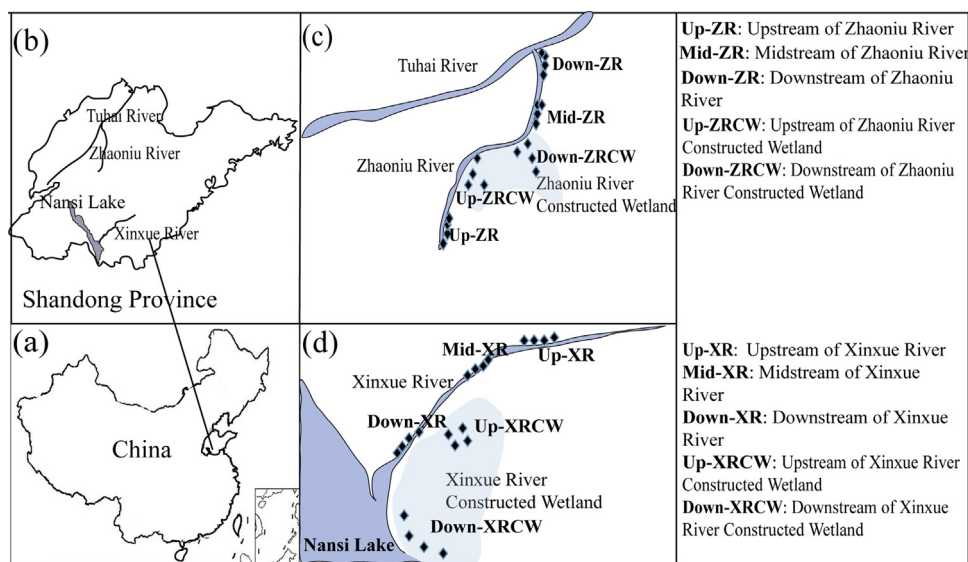 (b)
Tuhai River
Zhaoniu River
Nansi Lake
Xinxue River
Shandong Province
(c)
Tuhai River
Down-ZR
Mid-ZR
Zhaoniu River
Down-ZRCW
Zhaoniu River
Constructed Wetland
Up-ZRCW
Up-ZR
Up-ZR: Upstream of Zhaoniu River
Mid-ZR: Midstream of Zhaoniu River
Down-ZR: Downstream of Zhaoniu
River
Up-ZRCW: Upstream of Zhaoniu River
Constructed Wetland
Down-ZRCW: Downstream of Zhaoniu
River Constructed Wetland
(a)
China
(d)
Mid-XR
Up-XR
Xinxue River
Down-XR
Up-XRCW
Xinxue River
Constructed Wetland
Down-XRCW
Nansi Lake
Up-XR: Upstream of Xinxue River
Mid-XR: Midstream of Xinxue
River
Down-XR: Downstream of Xinxue
River
Up-XRCW: Upstream of Xinxue River
Constructed Wetland
Down-XRCW: Downstream of Xinxue
River Constructed Wetland